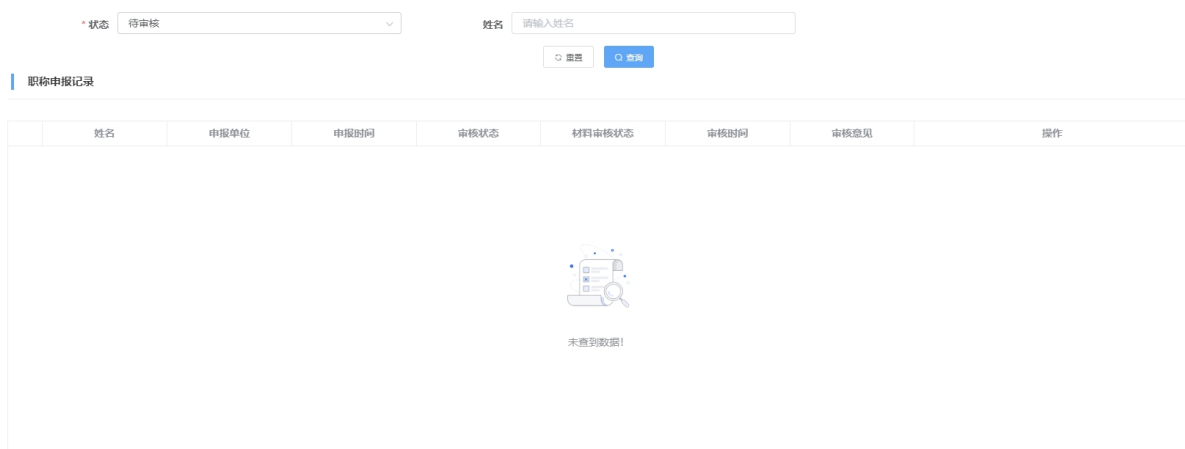 * 状态 待审核 姓名 请输入姓名
重置 查询
职称申报记录
姓名 申报单位 申报时间 审核状态 材料审核状态 审核时间 审核意见 操作
未查到数据!